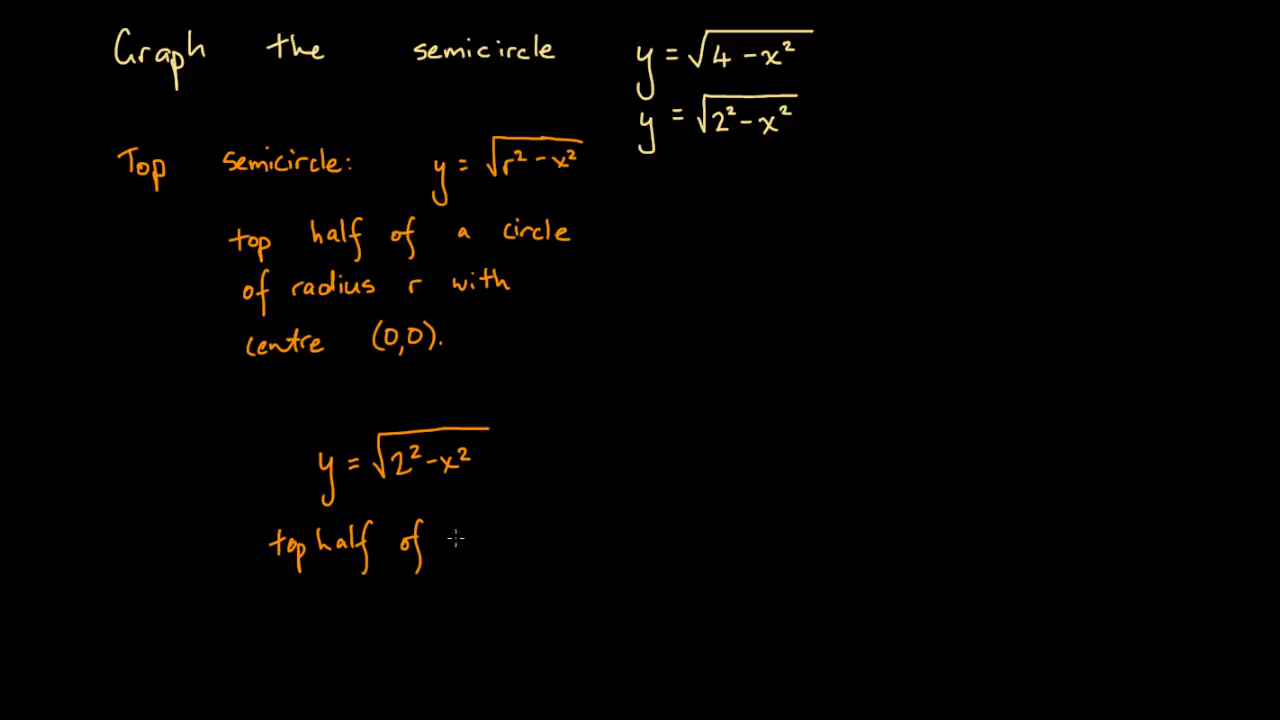 Graph the semicircle y = √(4 - x²)
y = √(2² - x²)
Top semicircle: y = √(r² - x²)
top half of a circle
of radius r with
centre (0,0).
y = √(2² - x²)
top half of